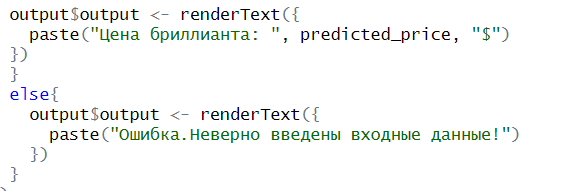 output$output <- renderText({
  paste("Цена бриллианта: ", predicted_price, "$")
})
}
else{
  output$output <- renderText({
    paste("Ошибка.Неверно введены входные данные!")
  })
}